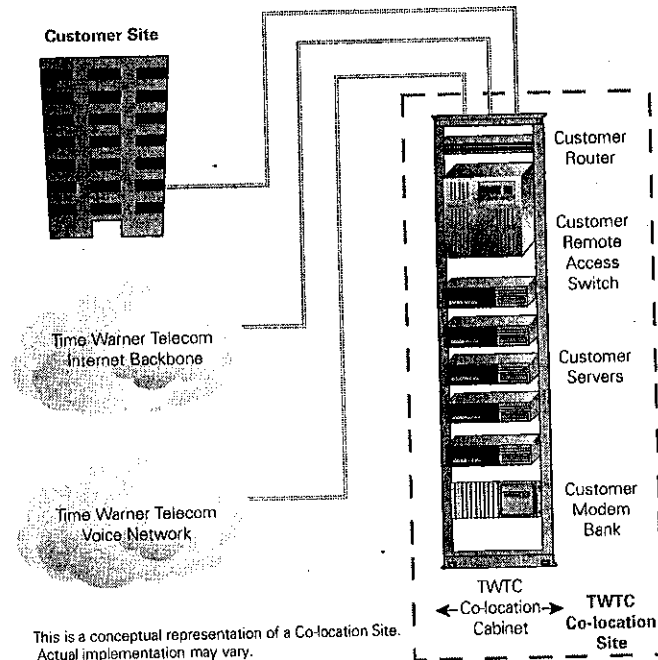 Customer Site
Customer
Router
Customer
Remote
Access
Switch
Time Warner Telecom
Internet Backbone
Customer
Servers
Time Warner Telecom
Voice Network
Customer
Modem
Bank
TWTC
Co-location
Cabinet
TWTC
Co-location
Site
This is a conceptual representation of a Co-location Site.
Actual implementation may vary.